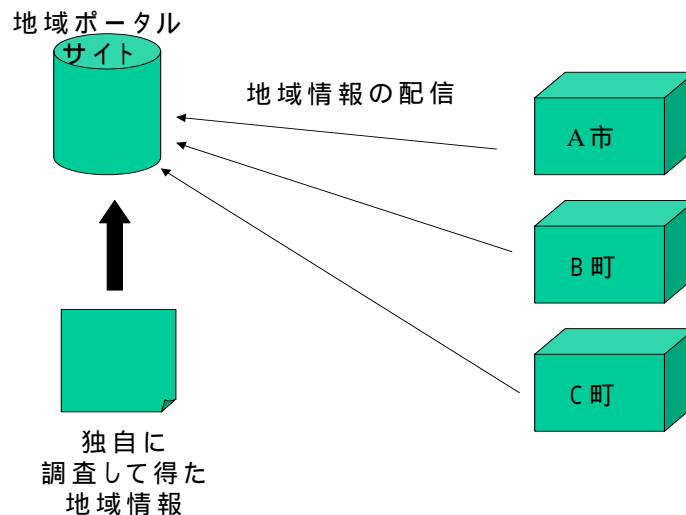 地域ポータル
サイト
地域情報の配信
A市
B町
C町
独自に
調査して得た
地域情報